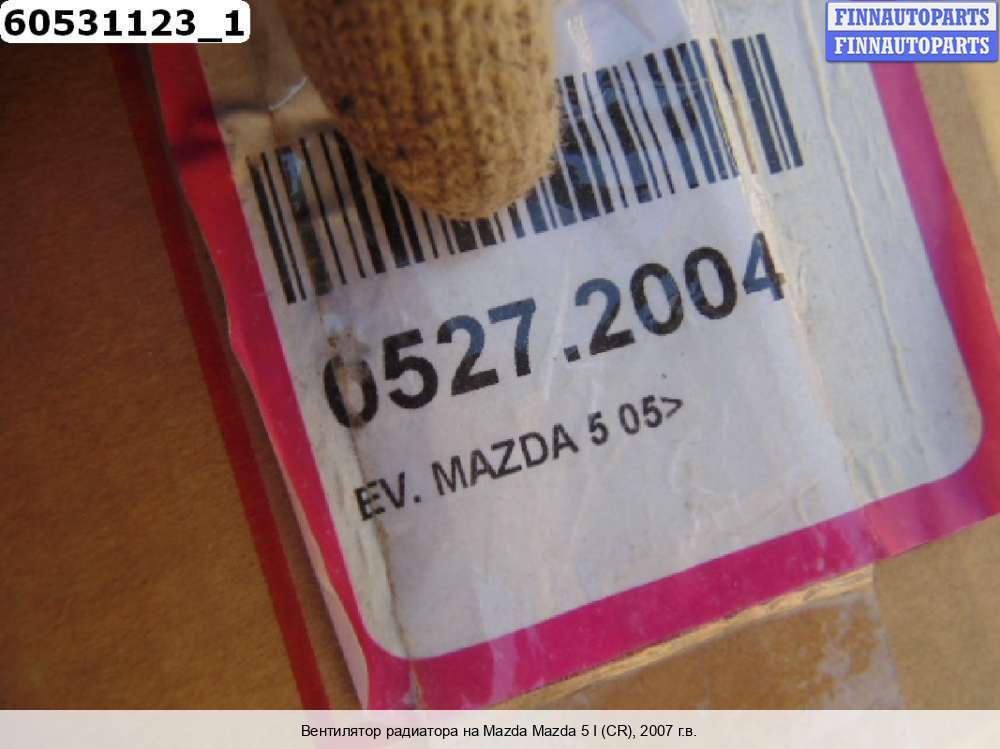 60531123_1
FINNAUTOPARTS
FINNAUTOPARTS
0527.2004
EV. MAZDA 5 05>
Вентилятор радиатора на Mazda Mazda 5 I (CR), 2007 г.в.